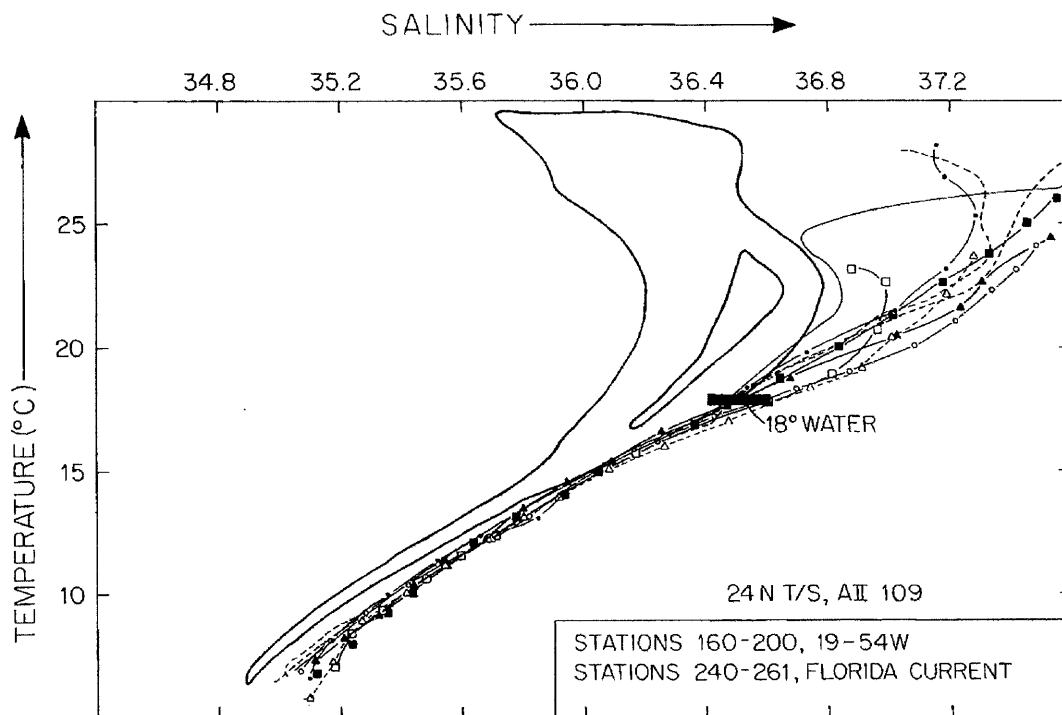 SALINITY
34.8 35.2 35.6 36.0 36.4 36.8 37.2
TEMPERATURE (°C)
25
20
15
10
18° WATER
24N T/S, AII 109
STATIONS 160-200, 19-54W
STATIONS 240-261, FLORIDA CURRENT